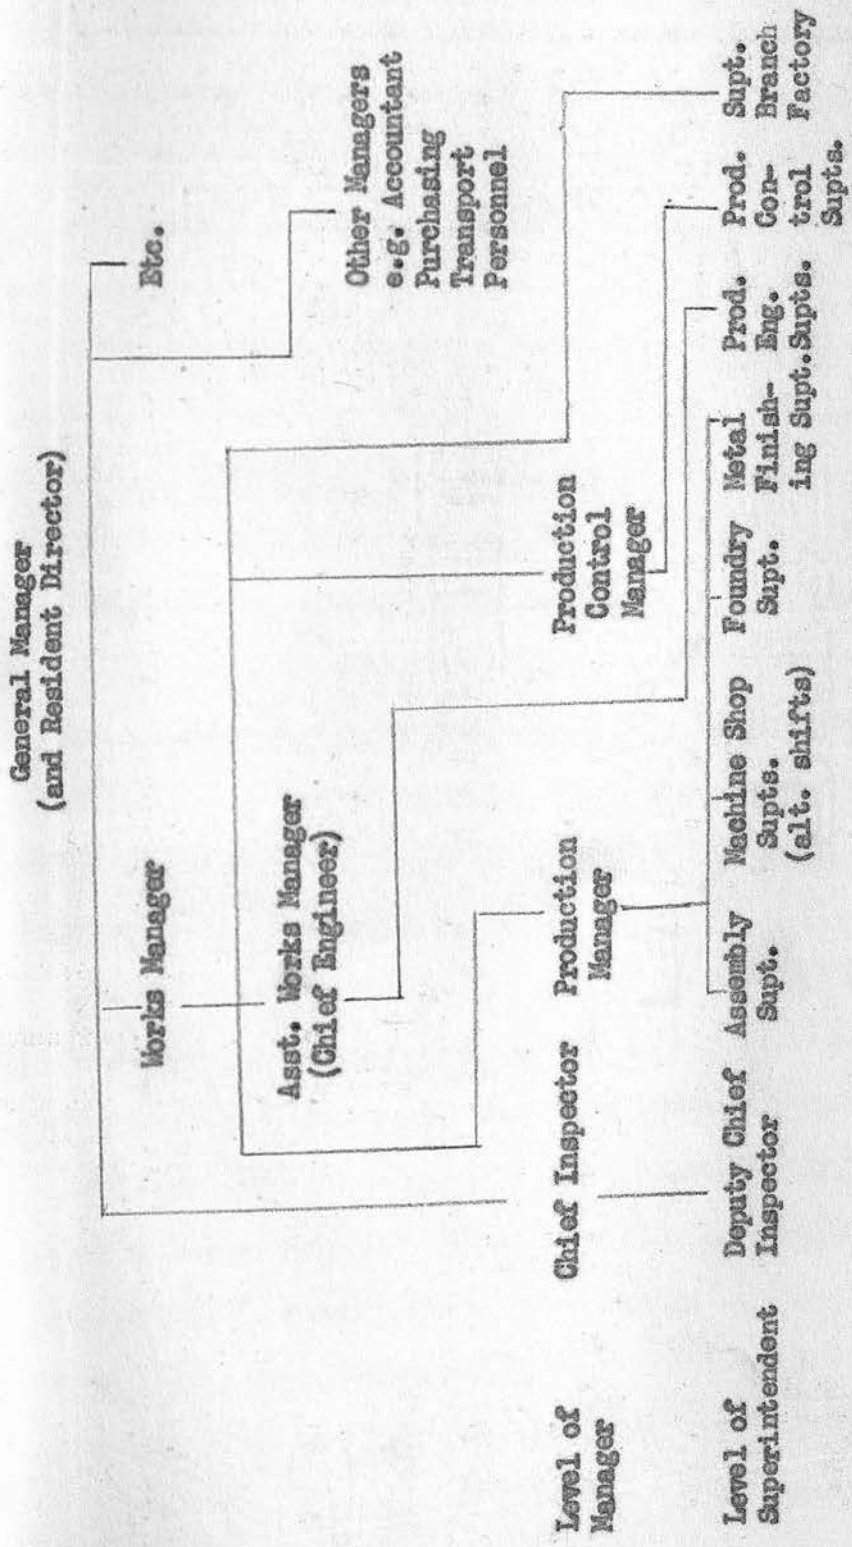 General Manager
(and Resident Director)
Works Manager
Etc.
Asst. Works Manager
(Chief Engineer)
Other Managers
e.g. Accountant
Purchasing
Transport
Personnel
Level of
Manager
Chief Inspector
Production
Manager
Production
Control
Manager
Level of
Superintendent
Deputy Chief
Inspector
Assembly
Supt.
Machine Shop
Supts.
(alt. shifts)
Foundry
Supt.
Metal
Finish-
ing Supt.
Prod.
Eng.
Supts.
Prod.
Con-
trol
Supts.
Supt.
Branch
Factory